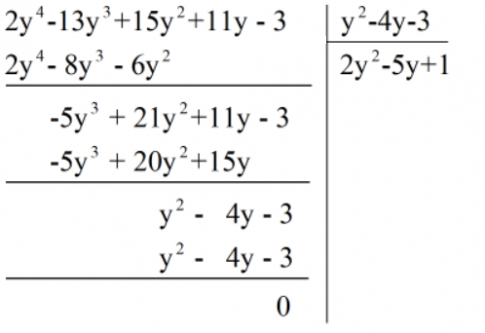 2y⁴-13y³+15y²+11y - 3 y²-4y-3
2y⁴- 8y³ - 6y² 2y²-5y+1
-5y³ + 21y²+11y - 3
-5y³ + 20y²+15y
y² - 4y - 3
y² - 4y - 3
0